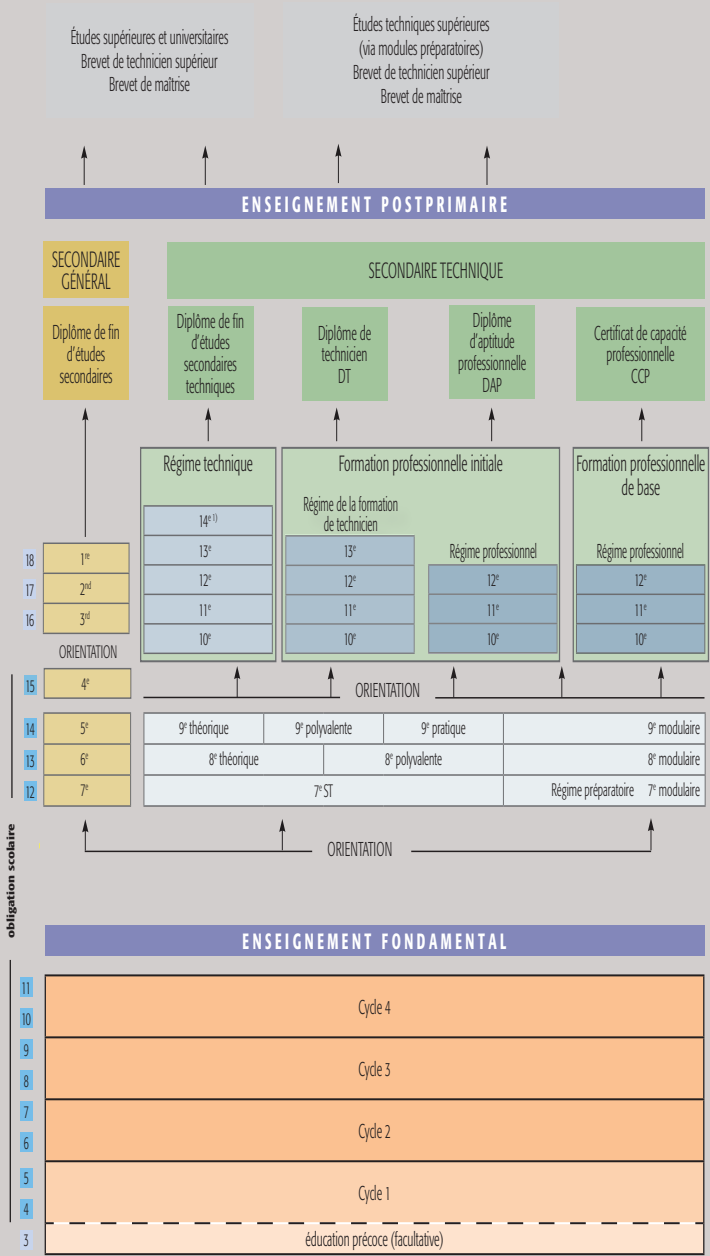 Études supérieures et universitaires
Brevet de technicien supérieur
Brevet de maîtrise
Études techniques supérieures
(via modules préparatoires)
Brevet de technicien supérieur
Brevet de maîtrise
ENSEIGNEMENT POSTPRIMAIRE
SECONDAIRE
GÉNÉRAL
SECONDAIRE TECHNIQUE
Diplôme de fin
d'études
secondaires
Diplôme de fin
d'études
secondaires
techniques
Diplôme de
technicien
DT
Diplôme
d'aptitude
professionnelle
DAP
Certificat de capacité
professionnelle
CCP
Régime technique
14e 1)
13e
12e
11e
10e
Formation professionnelle initiale
Régime de la formation
de technicien
13e
12e
11e
10e
Régime professionnel
12e
11e
10e
Formation professionnelle
de base
Régime professionnel
12e
11e
10e
18 1re
17 2nd
16 3rd
ORIENTATION
15 4e
ORIENTATION
14 5e 9e théorique 9e polyvalente 9e pratique 9e modulaire
13 6e 8e théorique 8e polyvalente 8e modulaire
12 7e 7e ST Régime préparatoire 7e modulaire
ORIENTATION
obligation scolaire
ENSEIGNEMENT FONDAMENTAL
11
10
Cycle 4
9
8
Cycle 3
7
6
Cycle 2
5
4
Cycle 1
3 éducation précoce (facultative)